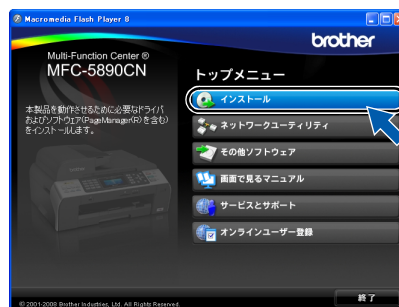 Macromedia Flash Player 8
brother
Multi-Function Center ®
MFC-5890CN
本製品を動作させるために必要なドライバ
およびソフトウェア(PageManager(R)を含む)
をインストールします。
トップメニュー
インストール
ネットワークユーティリティ
その他ソフトウェア
画面で見るマニュアル
サービスとサポート
オンラインユーザー登録
© 2001-2008 Brother Industries, Ltd. All Rights Reserved.
終了